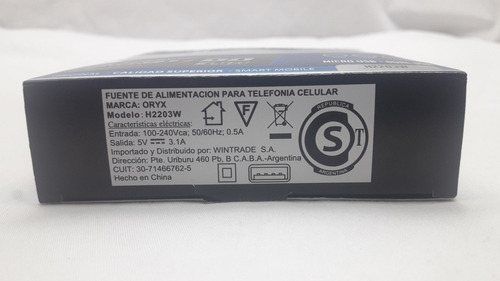 CALIDAD SUPERIOR - SMART MOBILE
MICRO USB
FUENTE DE ALIMENTACION PARA TELEFONIA CELULAR
MARCA: ORYX
Modelo: H2203W
Características eléctricas:
Entrada: 100-240Vca; 50/60Hz; 0.5A
Salida: 5V ⎓ 3.1A
Importado y Distribuido por: WINTRADE S.A.
Dirección: Pte. Uriburu 460 Pb, B C.A.B.A.-Argentina
CUIT: 30-71466762-5
Hecho en China
F
REPUBLICA
S T
ARGENTINA